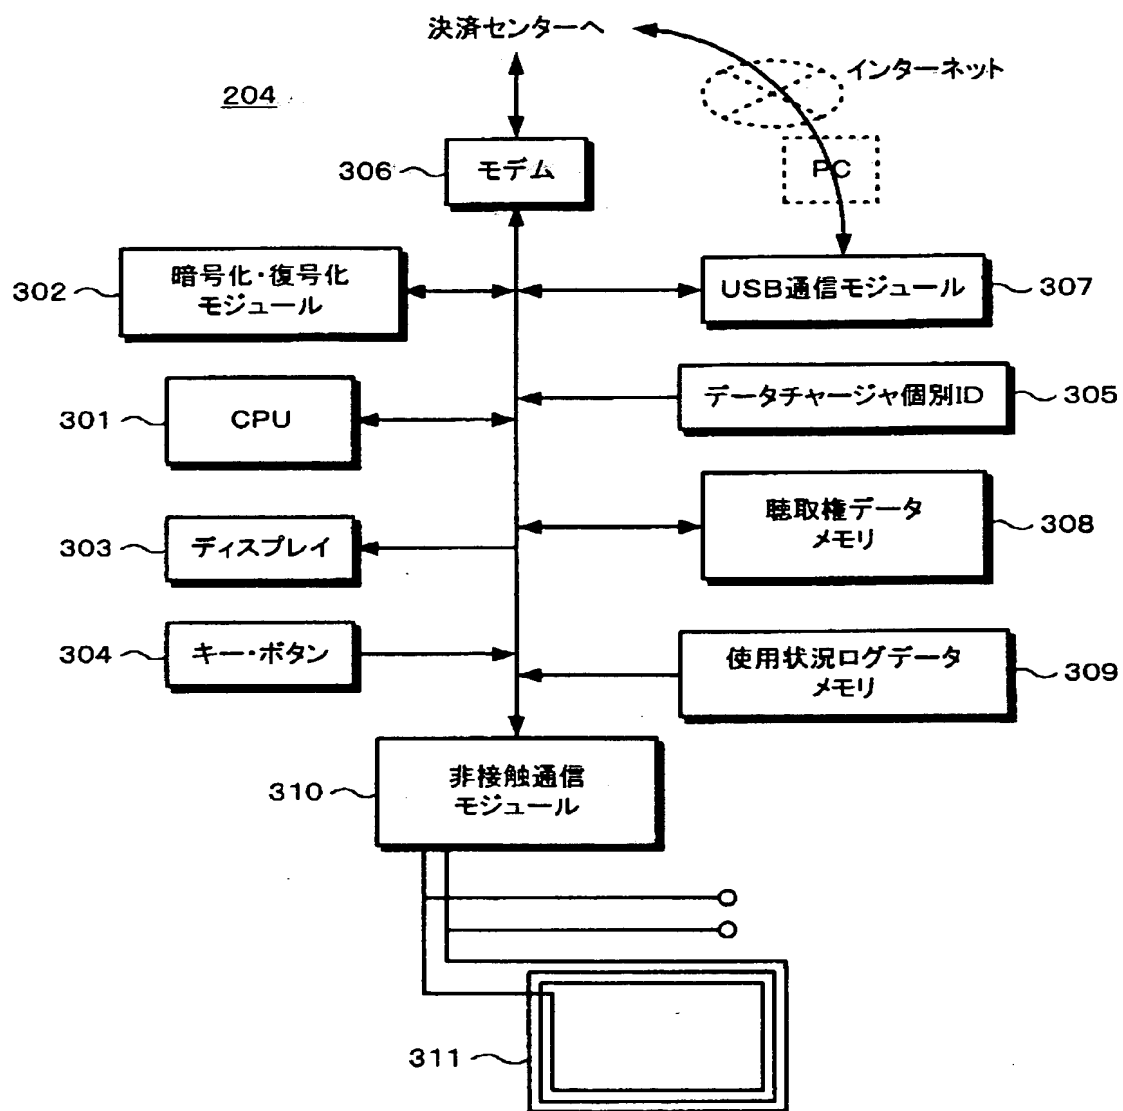 決済センターへ
インターネット
204
PC
306
モデム
302
暗号化・復号化
モジュール
USB通信モジュール
307
301
CPU
データチャージャ個別ID
305
303
ディスプレイ
聴取権データ
メモリ
308
304
キー・ボタン
使用状況ログデータ
メモリ
309
310
非接触通信
モジュール
311